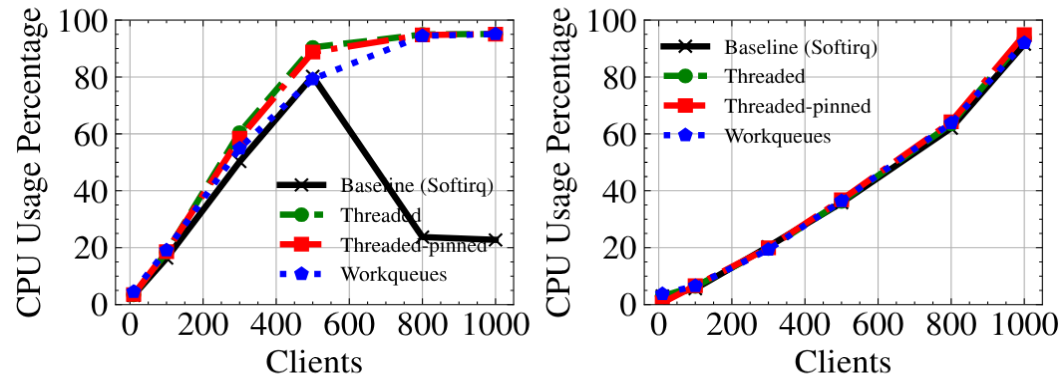 CPU Usage Percentage
100
80
60
40
20
0
Baseline (Softirq)
Threaded
Threaded-pinned
Workqueues
0 200 400 600 800 1000
Clients
CPU Usage Percentage
100
80
60
40
20
0
Baseline (Softirq)
Threaded
Threaded-pinned
Workqueues
0 200 400 600 800 1000
Clients